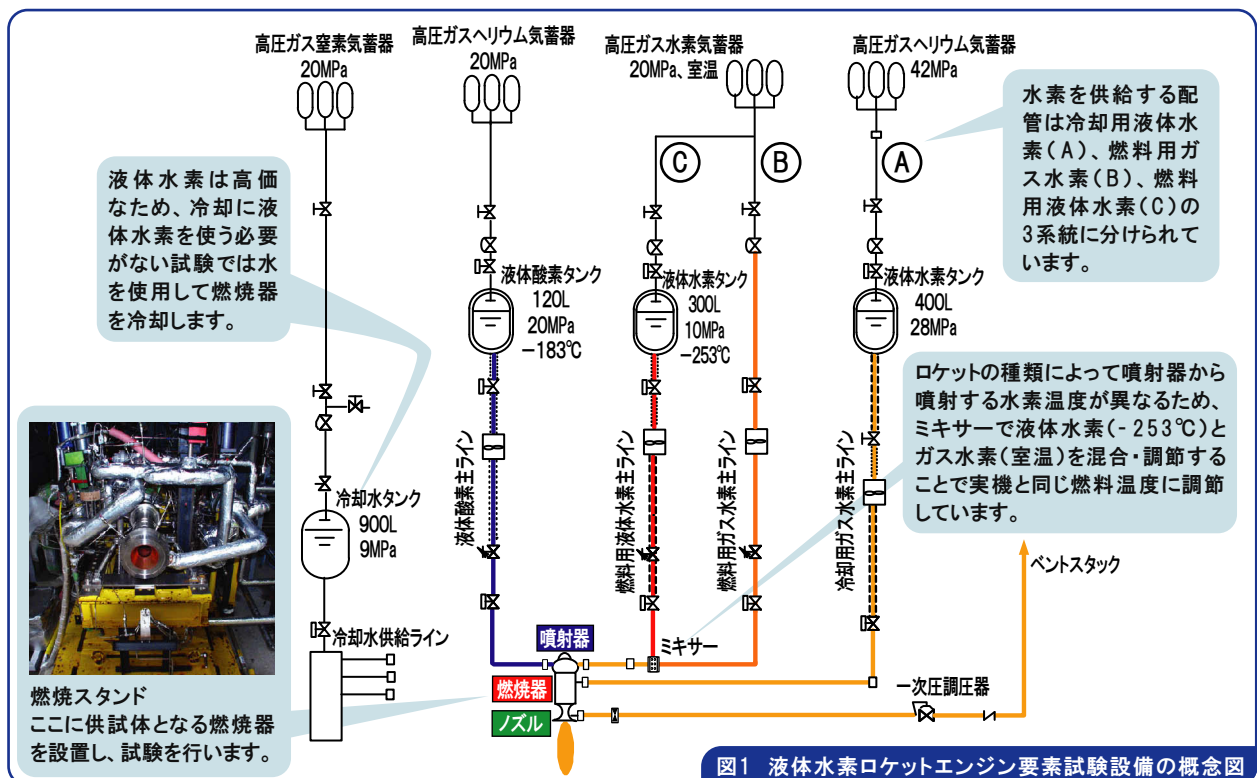 高圧ガス窒素気蓄器
20MPa
高圧ガスヘリウム気蓄器
20MPa
高圧ガス水素気蓄器
20MPa、室温
高圧ガスヘリウム気蓄器
42MPa
水素を供給する配
管は冷却用液体水
素(A)、燃料用ガ
ス水素(B)、燃料
用液体水素(C)の
3系統に分けられて
います。
C
B
A
液体水素は高価
なため、冷却に液
体水素を使う必要
がない試験では水
を使用して燃焼器
を冷却します。
液体酸素タンク
120L
20MPa
−183℃
液体水素タンク
300L
10MPa
−253℃
液体水素タンク
400L
28MPa
ロケットの種類によって噴射器から
噴射する水素温度が異なるため、
ミキサーで液体水素(-253℃)と
ガス水素(室温)を混合・調節する
ことで実機と同じ燃料温度に調節
しています。
液体酸素主ライン
燃料用液体水素主ライン
燃料用ガス水素主ライン
冷却用ガス水素主ライン
冷却水タンク
900L
9MPa
ベントスタック
冷却水供給ライン
噴射器
ミキサー
燃焼器
ノズル
一次圧調圧器
燃焼スタンド
ここに供試体となる燃焼器
を設置し、試験を行います。
図1 液体水素ロケットエンジン要素試験設備の概念図